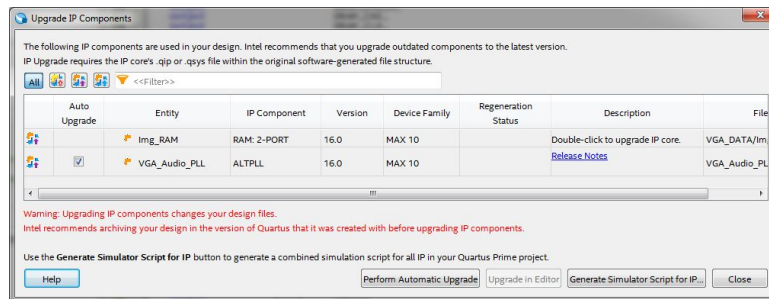 Upgrade IP Components
The following IP components are used in your design. Intel recommends that you upgrade outdated components to the latest version.
IP Upgrade requires the IP core's .qip or .qsys file within the original software-generated file structure.
All <<Filter>>
Auto Upgrade Entity IP Component Version Device Family Regeneration Status Description File
Img_RAM RAM: 2-PORT 16.0 MAX 10 Double-click to upgrade IP core. VGA_DATA/Im
VGA_Audio_PLL ALTPLL 16.0 MAX 10 Release Notes VGA_Audio_PL
Warning: Upgrading IP components changes your design files.
Intel recommends archiving your design in the version of Quartus that it was created with before upgrading IP components.
Use the Generate Simulator Script for IP button to generate a combined simulation script for all IP in your Quartus Prime project.
Help Perform Automatic Upgrade Upgrade in Editor Generate Simulator Script for IP... Close